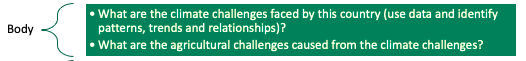 Body
• What are the climate challenges faced by this country (use data and identify
patterns, trends and relationships)?
• What are the agricultural challenges caused from the climate challenges?